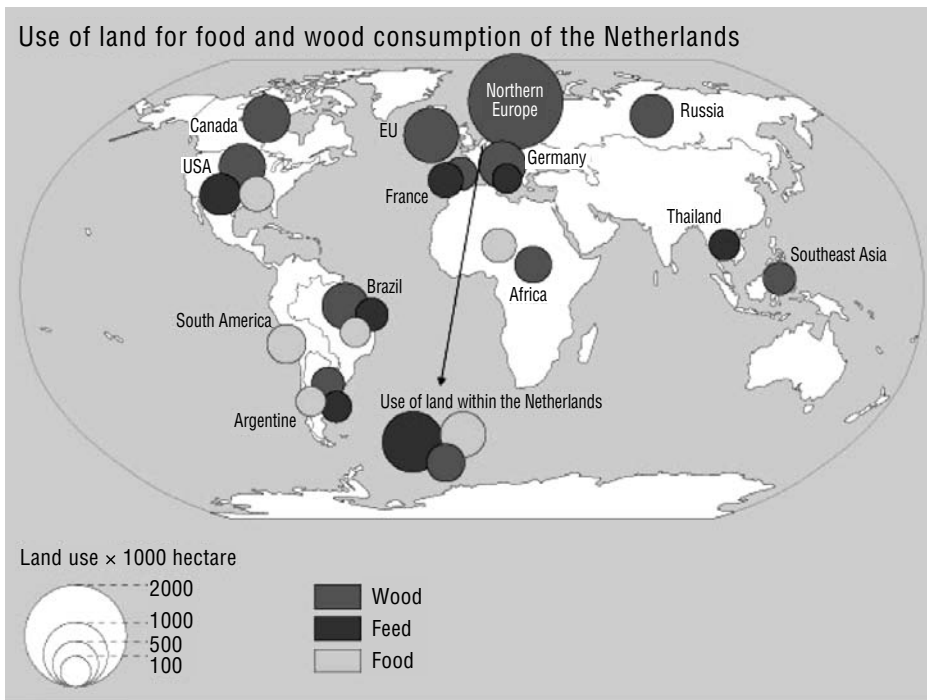 Use of land for food and wood consumption of the Netherlands
Northern
Europe
Russia
Canada
EU
USA
Germany
France
Thailand
Southeast Asia
Africa
Brazil
South America
Use of land within the Netherlands
Argentine
Land use × 1000 hectare
2000
1000
500
100
Wood
Feed
Food